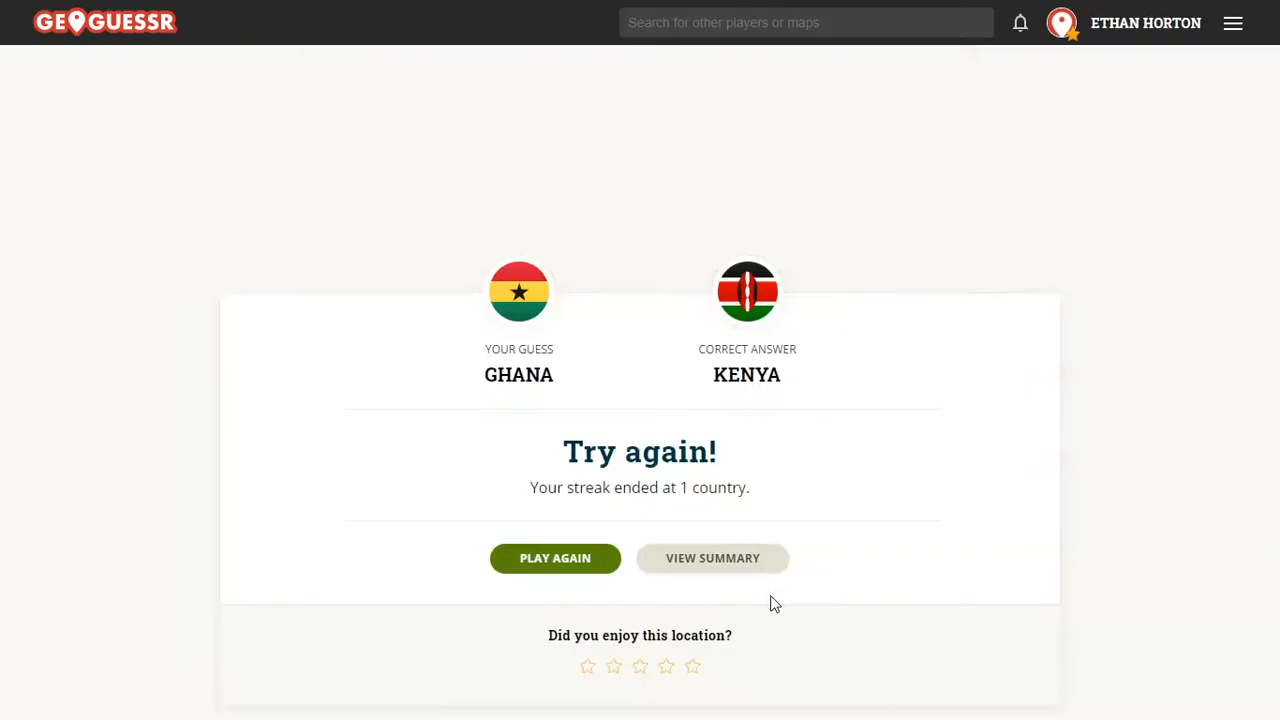 GEOGUESSR
Search for other players or maps
ETHAN HORTON
YOUR GUESS
CORRECT ANSWER
GHANA
KENYA
Try again!
Your streak ended at 1 country.
PLAY AGAIN
VIEW SUMMARY
Did you enjoy this location?